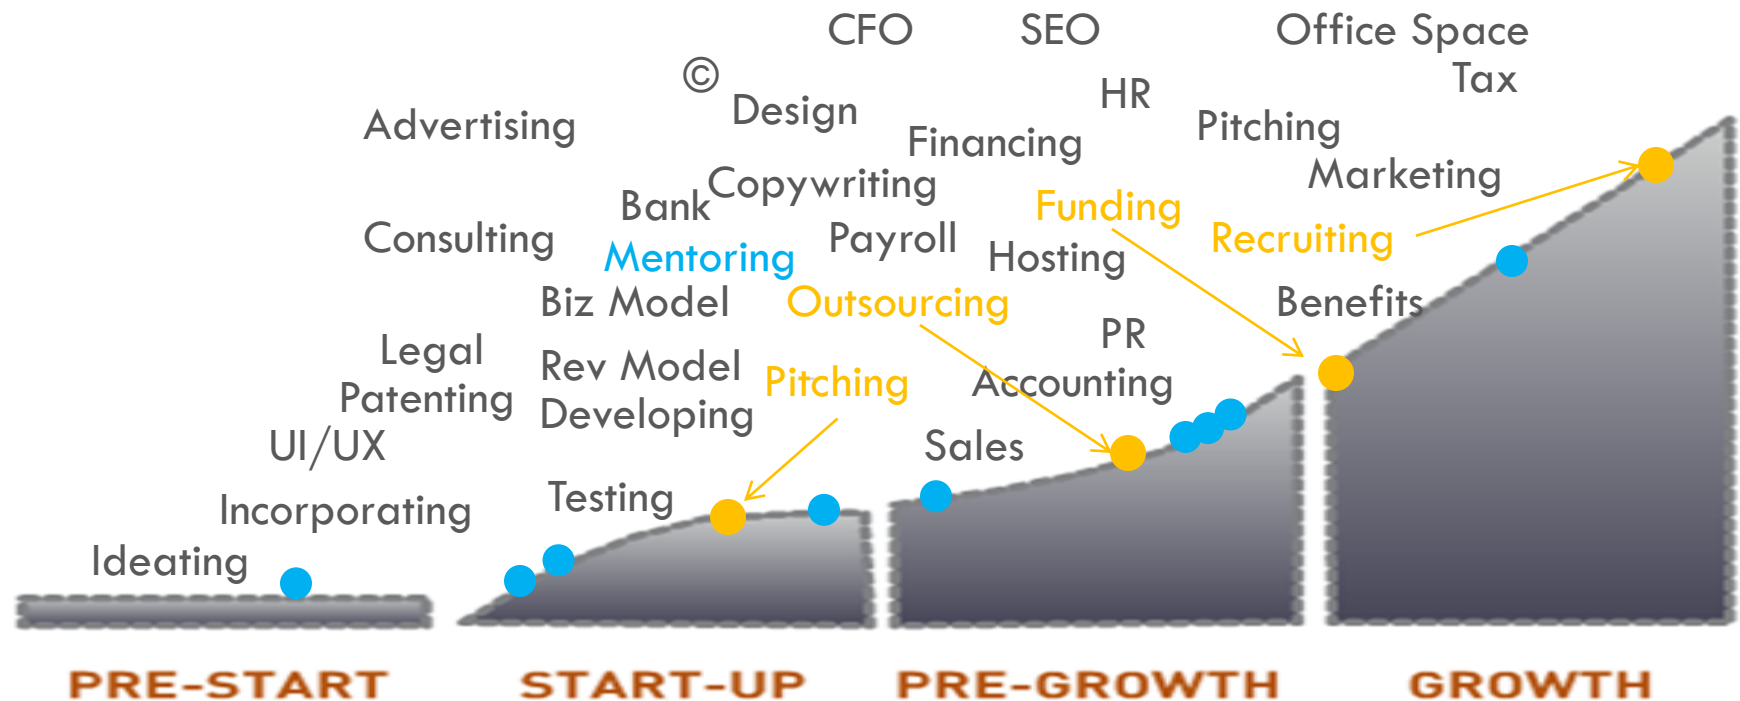 CFO
SEO
Office Space
Tax
©
HR
Design
Advertising
Pitching
Financing
Marketing
Copywriting
Bank
Funding
Consulting
Payroll
Recruiting
Mentoring
Hosting
Biz Model
Outsourcing
Benefits
PR
Legal
Rev Model
Pitching
Accounting
Patenting
Developing
UI/UX
Sales
Testing
Incorporating
Ideating
PRE-START
START-UP
PRE-GROWTH
GROWTH